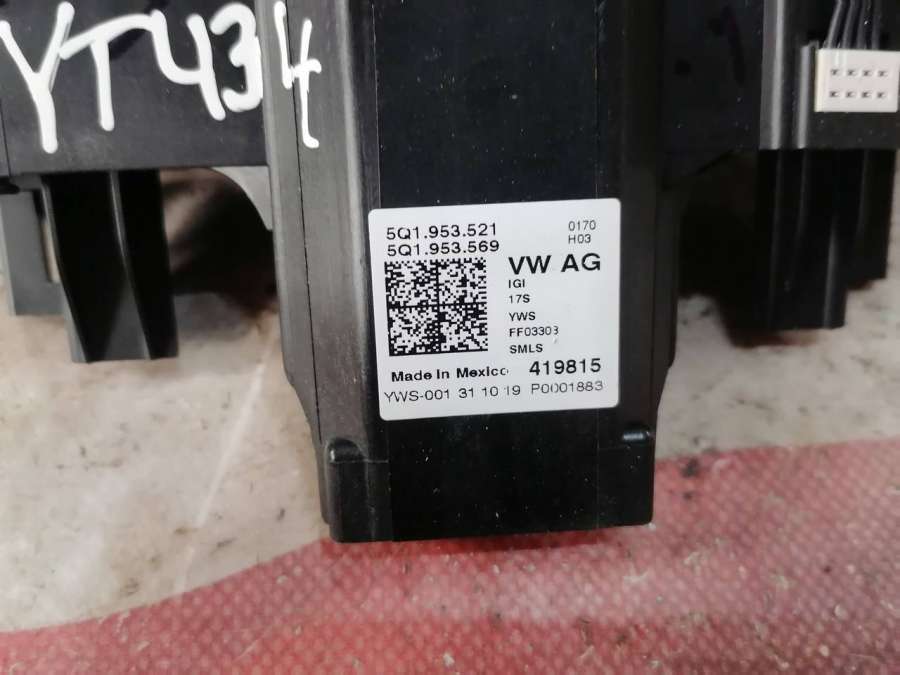 YT434
5Q1.953.521
5Q1.953.569
0170
H03
VW AG
IGI
17S
YWS
FF03303
SMLS
Made In Mexico 419815
YWS-001 31 10 19 P0001883